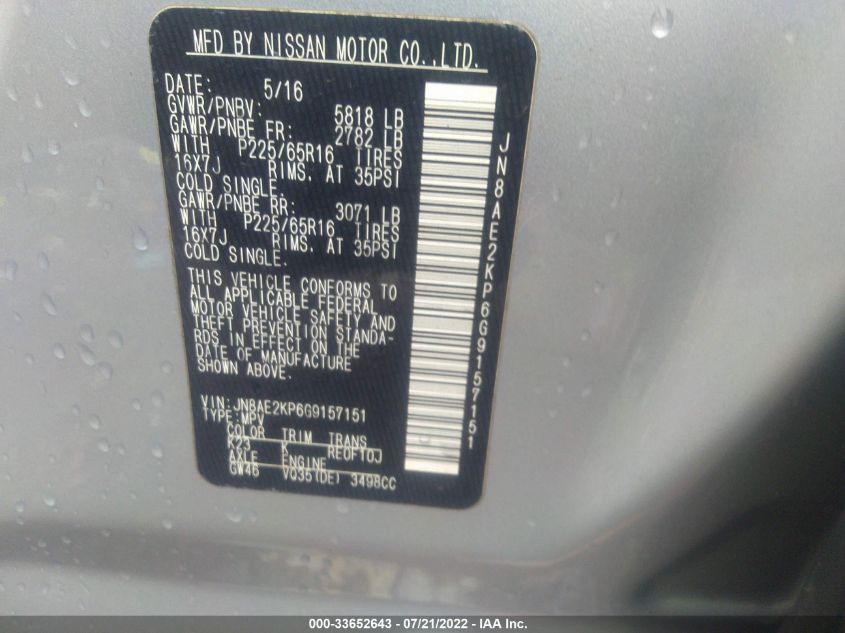 MFD BY NISSAN MOTOR CO.,LTD.
DATE: 5/16
GVWR/PNBV: 5818 LB
GAWR/PNBE FR: 2782 LB
WITH P225/65R16 TIRES
16X7J RIMS, AT 35PSI
COLD SINGLE.
GAWR/PNBE RR: 3071 LB
WITH P225/65R16 TIRES
16X7J RIMS, AT 35PSI
COLD SINGLE.
THIS VEHICLE CONFORMS TO
ALL APPLICABLE FEDERAL
MOTOR VEHICLE SAFETY AND
THEFT PREVENTION STANDA-
RDS IN EFFECT ON THE
DATE OF MANUFACTURE
SHOWN ABOVE.
VIN: JN8AE2KP6G9157151
TYPE: MPV
COLOR TRIM TRANS
K23 K RE0F10J
AXLE ENGINE
GW46 VQ35(DE) 3498CC
JN8AE2KP6G9157151
000-33652643 - 07/21/2022 - IAA Inc.